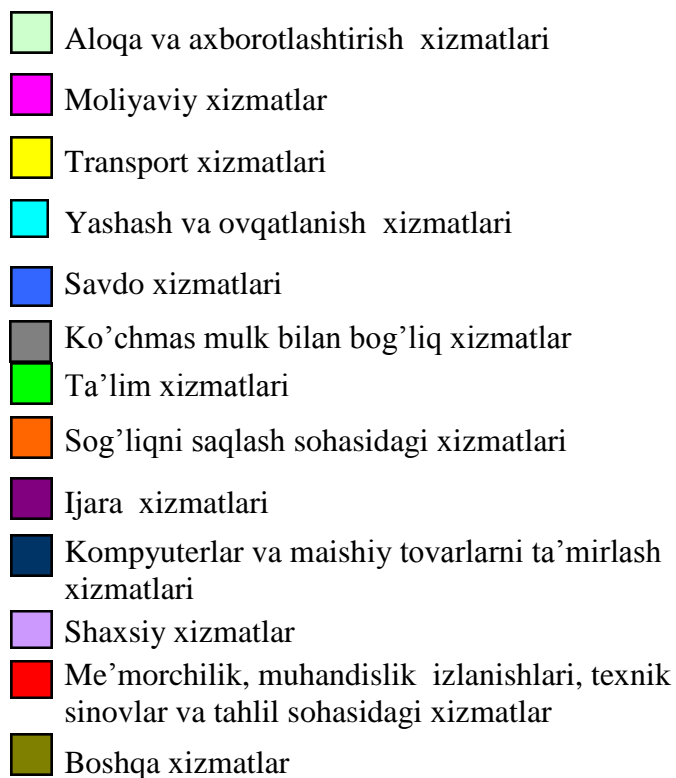 Aloqa va axborotlashtirish xizmatlari
Moliyaviy xizmatlar
Transport xizmatlari
Yashash va ovqatlanish xizmatlari
Savdo xizmatlari
Ko’chmas mulk bilan bog’liq xizmatlar
Ta’lim xizmatlari
Sog’liqni saqlash sohasidagi xizmatlari
Ijara xizmatlari
Kompyuterlar va maishiy tovarlarni ta’mirlash
xizmatlari
Shaxsiy xizmatlar
Me’morchilik, muhandislik izlanishlari, texnik
sinovlar va tahlil sohasidagi xizmatlar
Boshqa xizmatlar